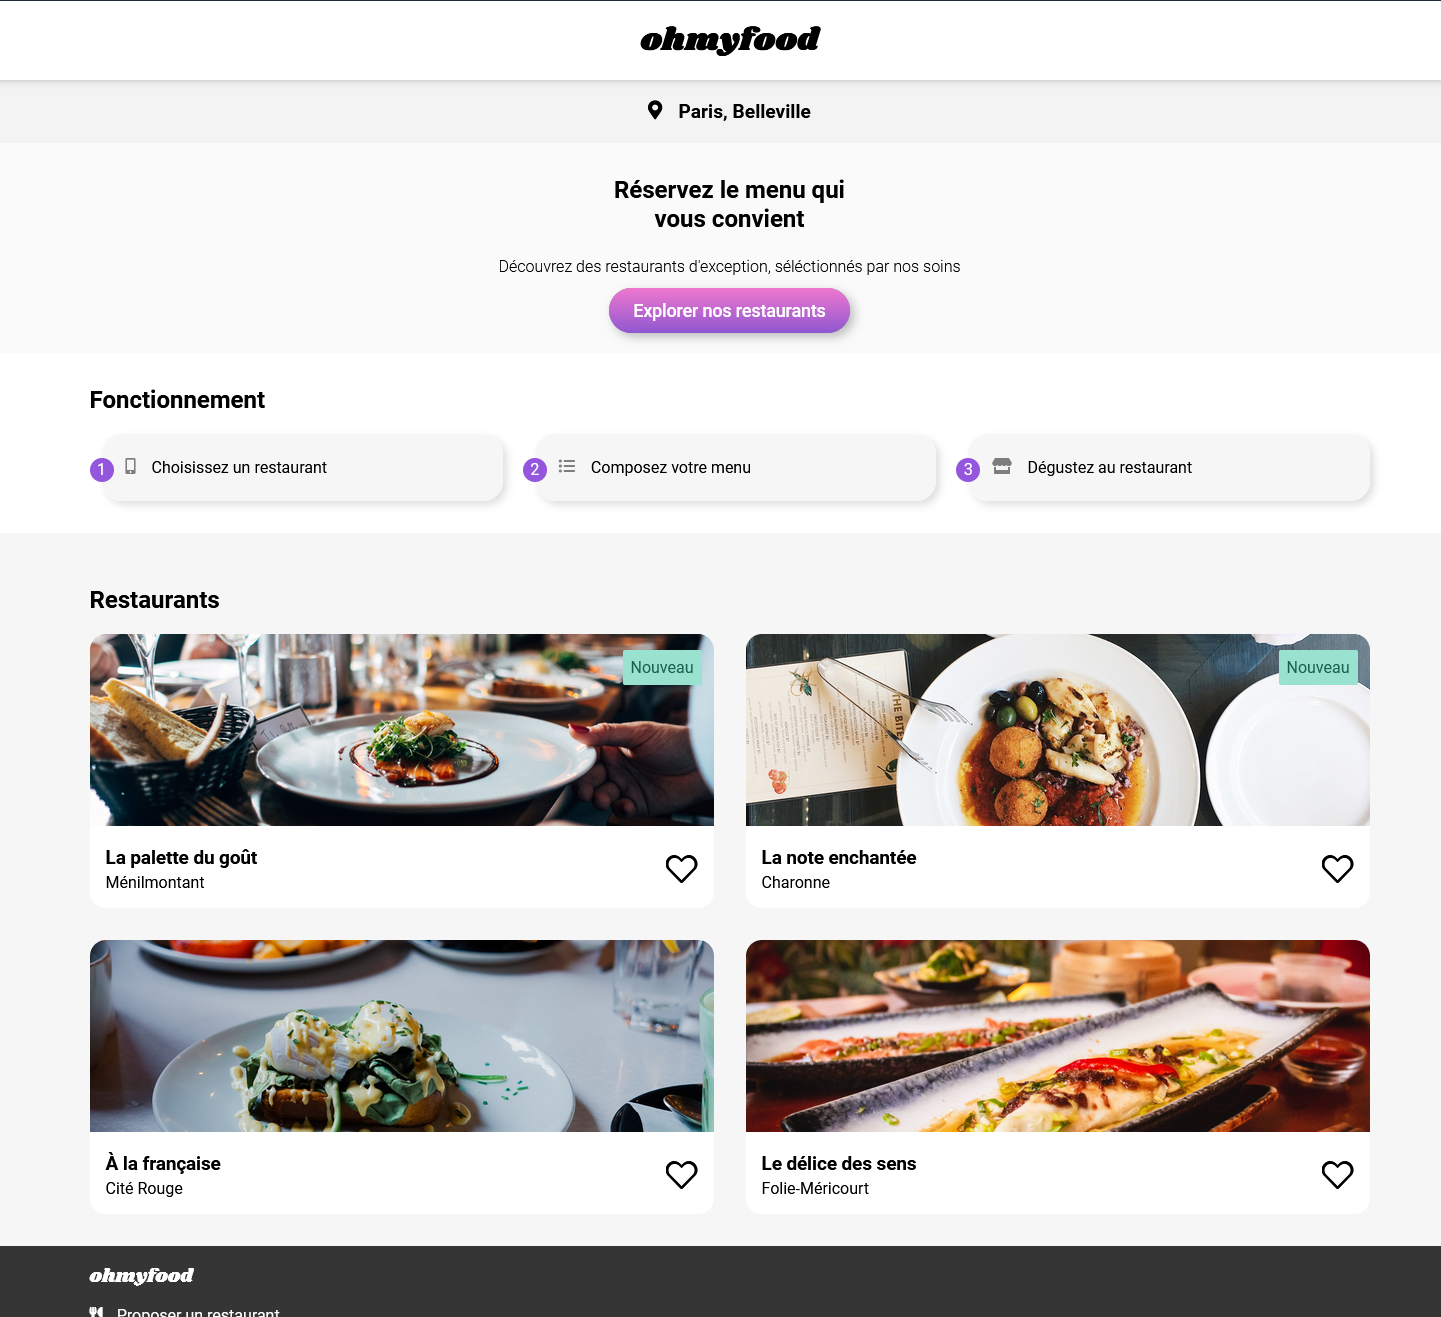 ohmyfood
Paris, Belleville
Réservez le menu qui
vous convient
Découvrez des restaurants d'exception, séléctionnés par nos soins
Explorer nos restaurants
Fonctionnement
1 Choisissez un restaurant
2 Composez votre menu
3 Dégustez au restaurant
Restaurants
Nouveau
La palette du goût
Ménilmontant
Nouveau
La note enchantée
Charonne
À la française
Cité Rouge
Le délice des sens
Folie-Méricourt
ohmyfood
Proposer un restaurant